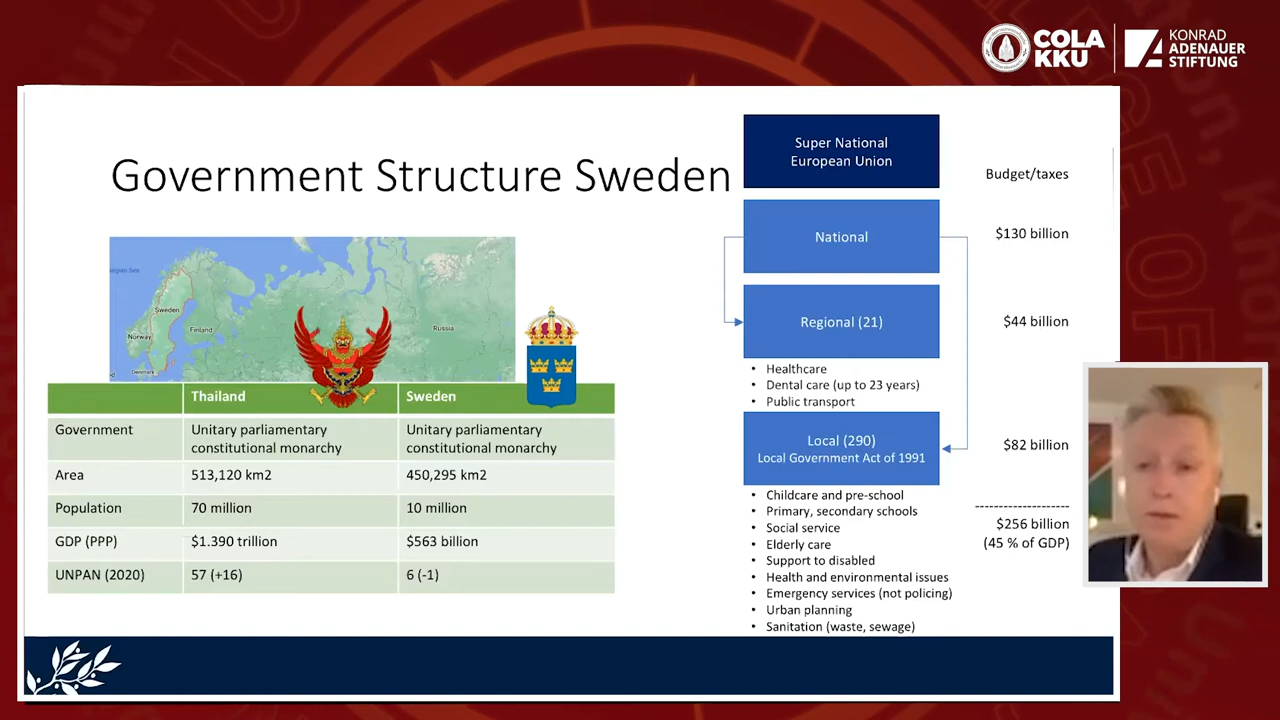 COLA
KKU
KONRAD
ADENAUER
STIFTUNG
Government Structure Sweden
Sweden
Norway
Finland
Denmark
Russia
Thailand
Sweden
Government
Unitary parliamentary
constitutional monarchy
Unitary parliamentary
constitutional monarchy
Area
513,120 km2
450,295 km2
Population
70 million
10 million
GDP (PPP)
$1.390 trillion
$563 billion
UNPAN (2020)
57 (+16)
6 (-1)
Super National
European Union
Budget/taxes
National
$130 billion
Regional (21)
$44 billion
• Healthcare
• Dental care (up to 23 years)
• Public transport
Local (290)
Local Government Act of 1991
$82 billion
• Childcare and pre-school
• Primary, secondary schools
• Social service
• Elderly care
• Support to disabled
• Health and environmental issues
• Emergency services (not policing)
• Urban planning
• Sanitation (waste, sewage)
--------------------
$256 billion
(45 % of GDP)